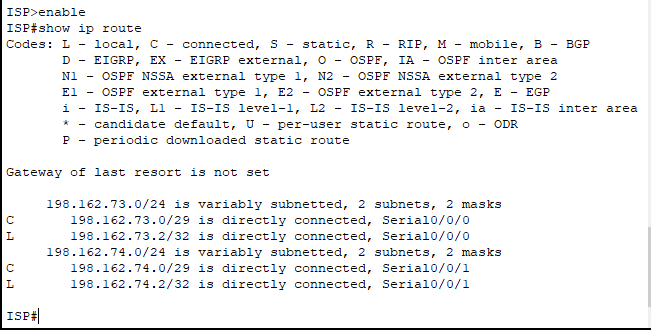 ISP>enable
ISP#show ip route
Codes: L - local, C - connected, S - static, R - RIP, M - mobile, B - BGP
D - EIGRP, EX - EIGRP external, O - OSPF, IA - OSPF inter area
N1 - OSPF NSSA external type 1, N2 - OSPF NSSA external type 2
E1 - OSPF external type 1, E2 - OSPF external type 2, E - EGP
i - IS-IS, L1 - IS-IS level-1, L2 - IS-IS level-2, ia - IS-IS inter area
* - candidate default, U - per-user static route, o - ODR
P - periodic downloaded static route
Gateway of last resort is not set
198.162.73.0/24 is variably subnetted, 2 subnets, 2 masks
C 198.162.73.0/29 is directly connected, Serial0/0/0
L 198.162.73.2/32 is directly connected, Serial0/0/0
198.162.74.0/24 is variably subnetted, 2 subnets, 2 masks
C 198.162.74.0/29 is directly connected, Serial0/0/1
L 198.162.74.2/32 is directly connected, Serial0/0/1
ISP#